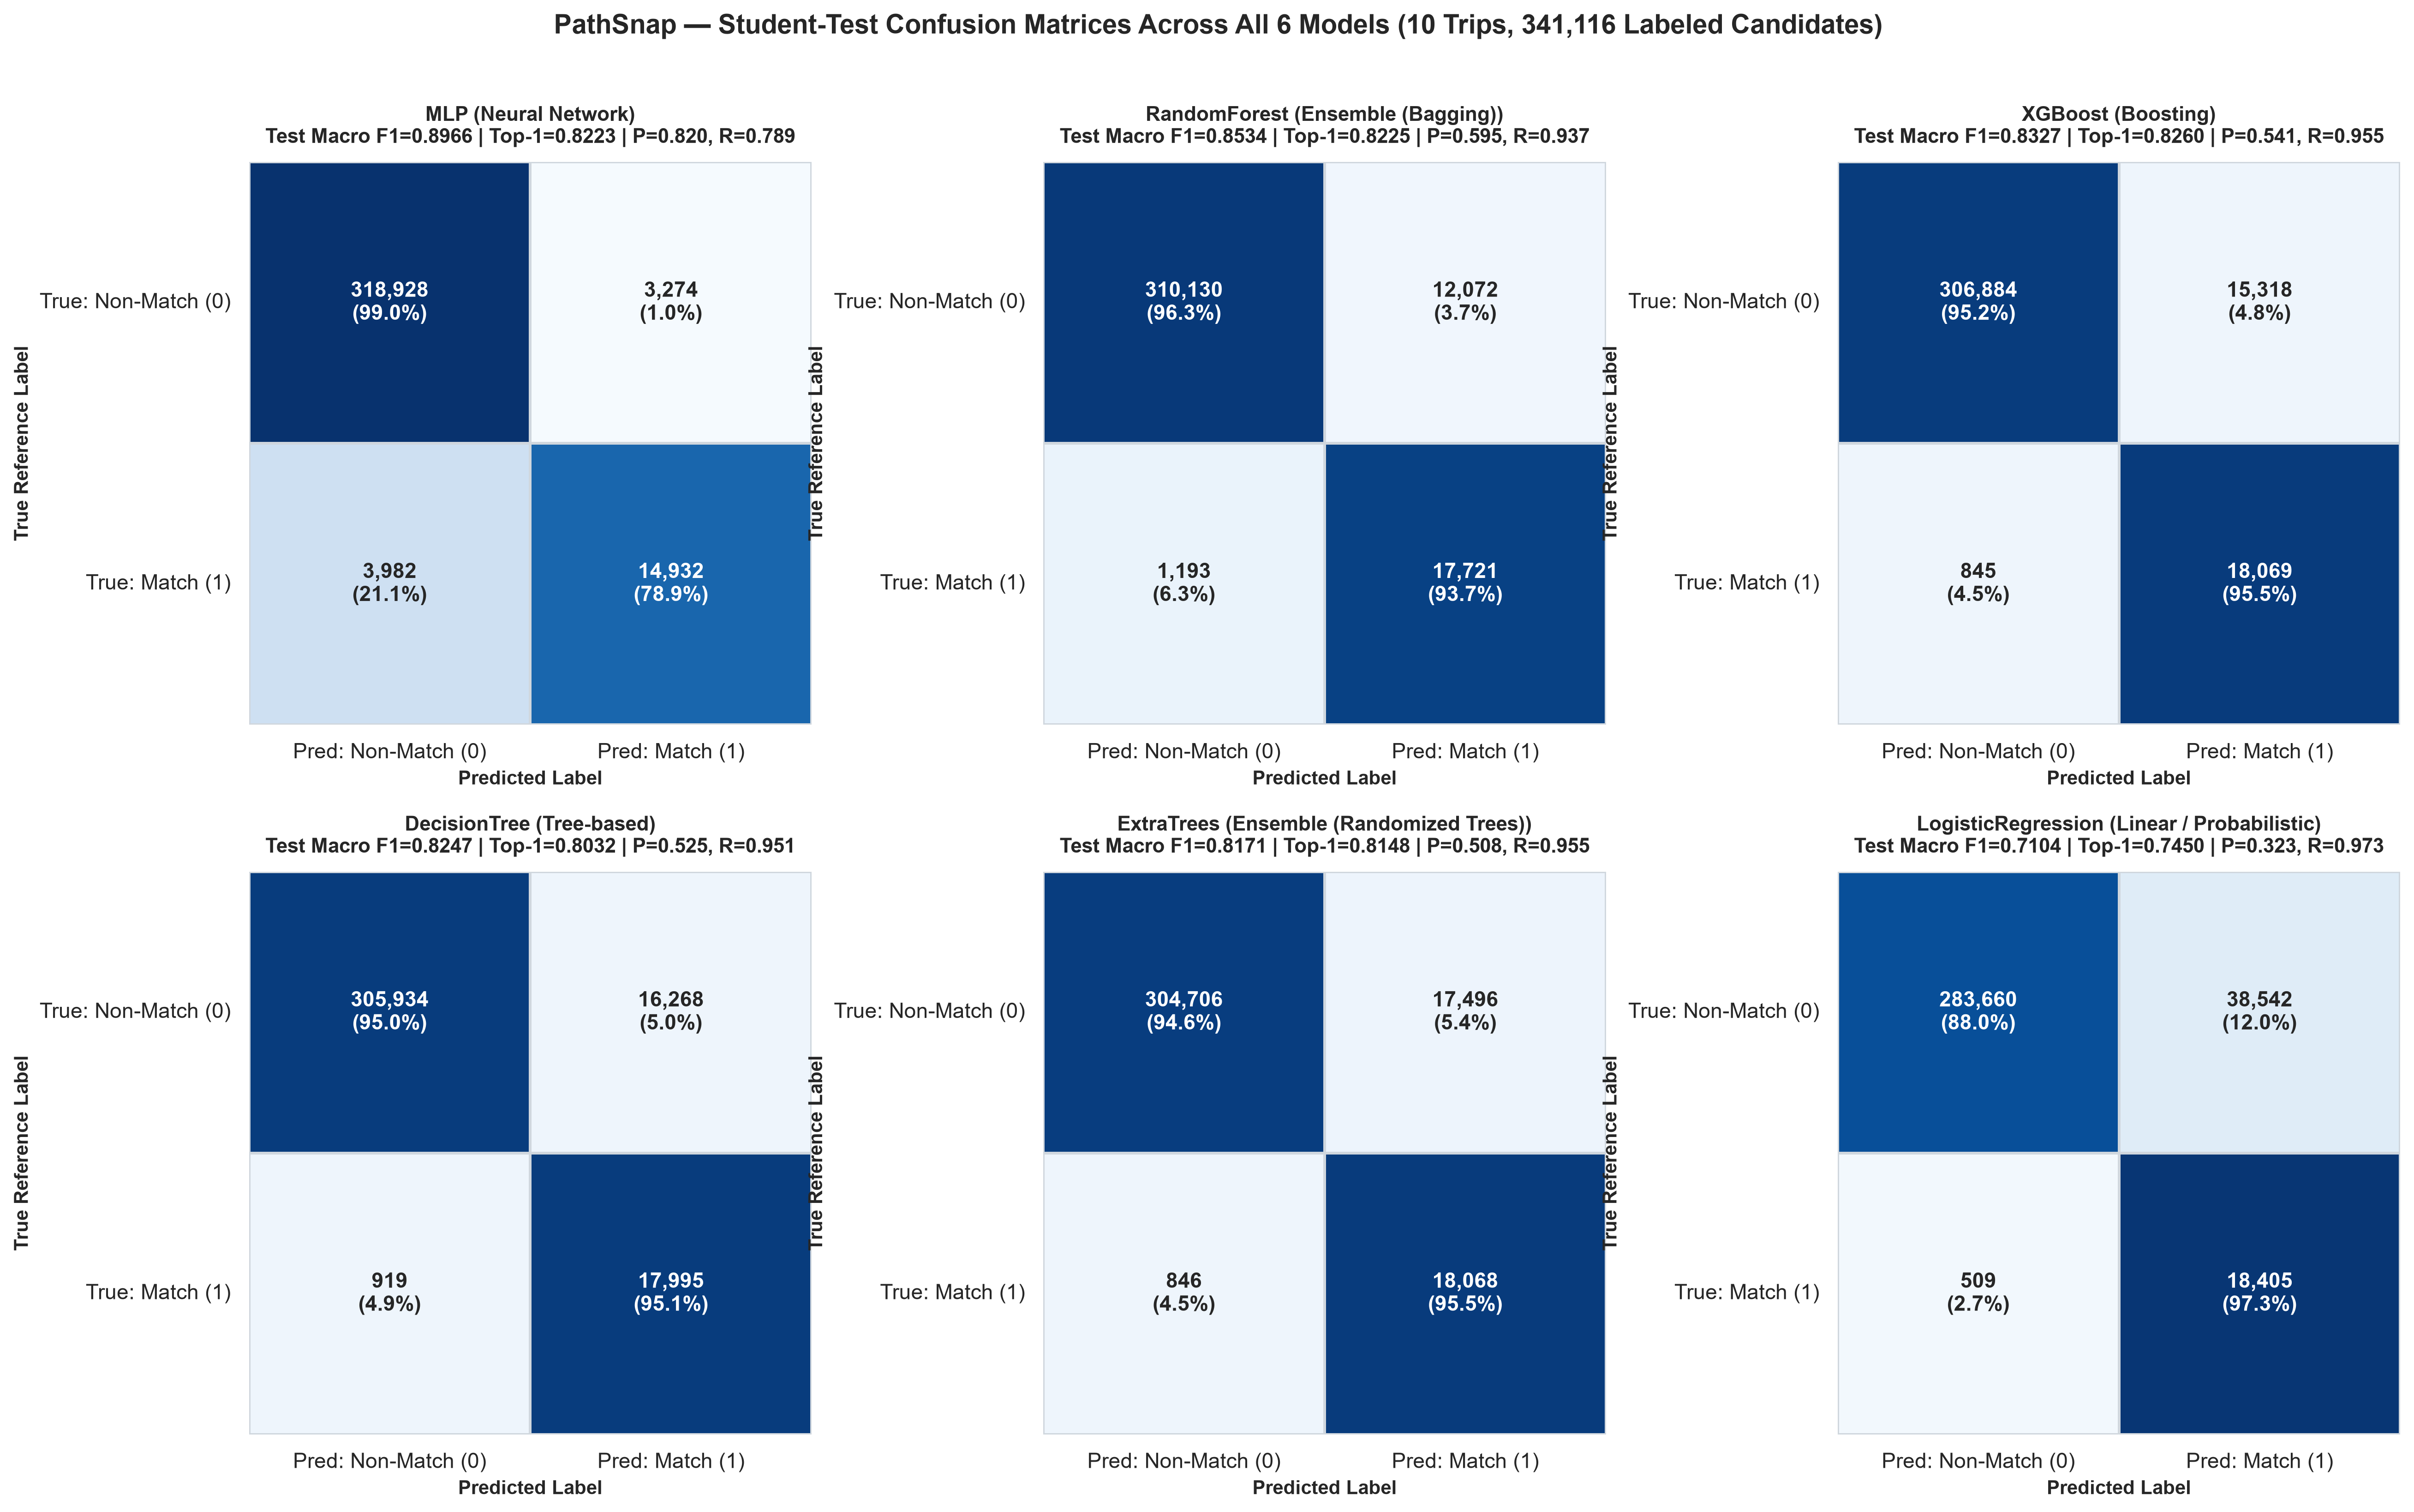 PathSnap — Student-Test Confusion Matrices Across All 6 Models (10 Trips, 341,116 Labeled Candidates)
MLP (Neural Network)
Test Macro F1=0.8966 | Top-1=0.8223 | P=0.820, R=0.789
True Reference Label
True: Non-Match (0)
318,928
(99.0%)
3,274
(1.0%)
True: Match (1)
3,982
(21.1%)
14,932
(78.9%)
Pred: Non-Match (0)
Pred: Match (1)
Predicted Label
RandomForest (Ensemble (Bagging))
Test Macro F1=0.8534 | Top-1=0.8225 | P=0.595, R=0.937
True Reference Label
True: Non-Match (0)
310,130
(96.3%)
12,072
(3.7%)
True: Match (1)
1,193
(6.3%)
17,721
(93.7%)
Pred: Non-Match (0)
Pred: Match (1)
Predicted Label
XGBoost (Boosting)
Test Macro F1=0.8327 | Top-1=0.8260 | P=0.541, R=0.955
True Reference Label
True: Non-Match (0)
306,884
(95.2%)
15,318
(4.8%)
True: Match (1)
845
(4.5%)
18,069
(95.5%)
Pred: Non-Match (0)
Pred: Match (1)
Predicted Label
DecisionTree (Tree-based)
Test Macro F1=0.8247 | Top-1=0.8032 | P=0.525, R=0.951
True Reference Label
True: Non-Match (0)
305,934
(95.0%)
16,268
(5.0%)
True: Match (1)
919
(4.9%)
17,995
(95.1%)
Pred: Non-Match (0)
Pred: Match (1)
Predicted Label
ExtraTrees (Ensemble (Randomized Trees))
Test Macro F1=0.8171 | Top-1=0.8148 | P=0.508, R=0.955
True Reference Label
True: Non-Match (0)
304,706
(94.6%)
17,496
(5.4%)
True: Match (1)
846
(4.5%)
18,068
(95.5%)
Pred: Non-Match (0)
Pred: Match (1)
Predicted Label
LogisticRegression (Linear / Probabilistic)
Test Macro F1=0.7104 | Top-1=0.7450 | P=0.323, R=0.973
True Reference Label
True: Non-Match (0)
283,660
(88.0%)
38,542
(12.0%)
True: Match (1)
509
(2.7%)
18,405
(97.3%)
Pred: Non-Match (0)
Pred: Match (1)
Predicted Label